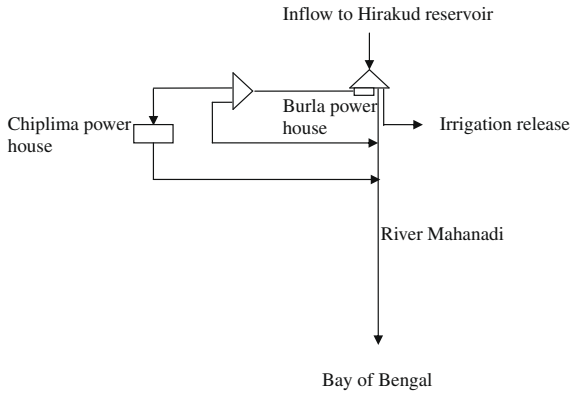 Inflow to Hirakud reservoir
Burla power
house
Chiplima power
house
Irrigation release
River Mahanadi
Bay of Bengal